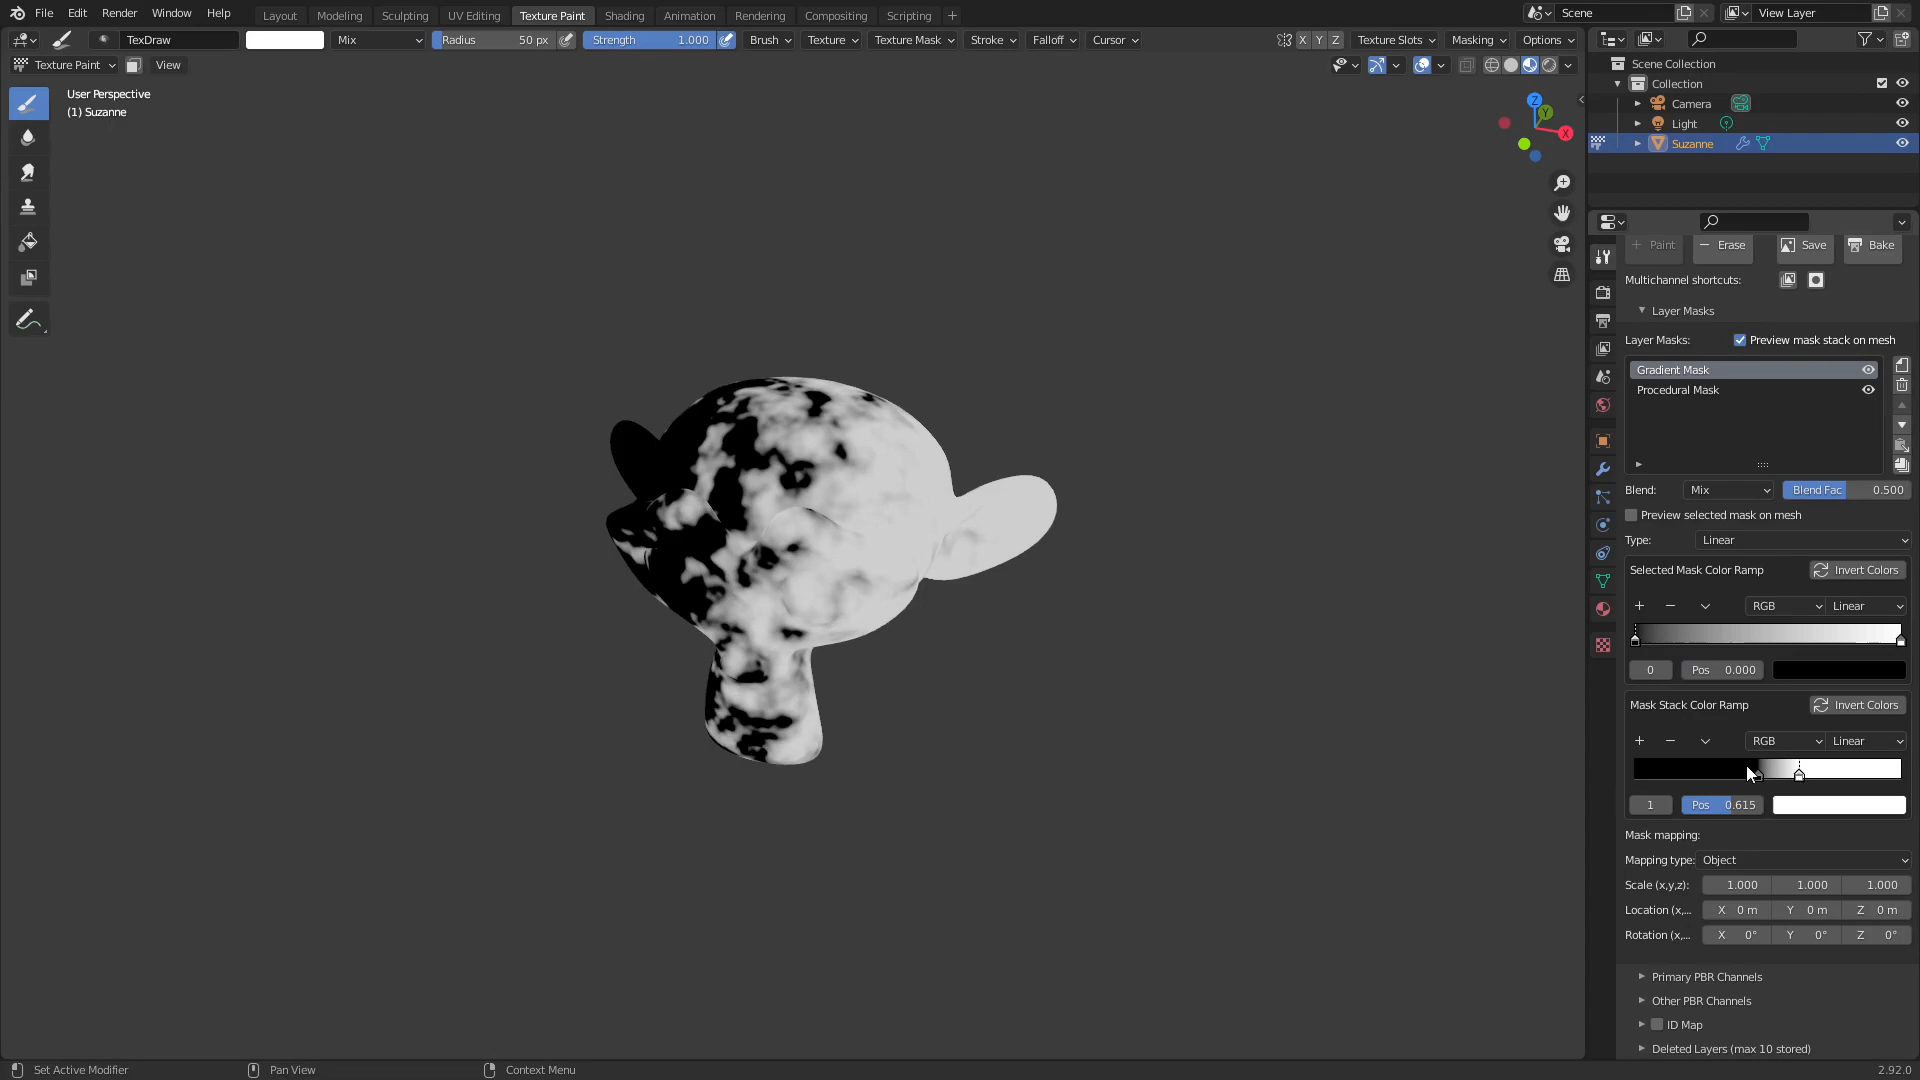 File Edit Render Window Help Layout Modeling Sculpting UV Editing Texture Paint Shading Animation Rendering Compositing Scripting Scene View Layer
TexDraw Mix Radius 50 px Strength 1.000 Brush Texture Texture Mask Stroke Falloff Cursor X Y Z Texture Slots Masking Options
Texture Paint View
User Perspective
(1) Suzanne
Z
Y
X
Scene Collection
Collection
Camera
Light
Suzanne
Paint Erase Save Bake
Multichannel shortcuts:
Layer Masks
Layer Masks: Preview mask stack on mesh
Gradient Mask
Procedural Mask
Blend: Mix Blend Fac 0.500
Preview selected mask on mesh
Type: Linear
Selected Mask Color Ramp Invert Colors
RGB Linear
0 Pos 0.000
Mask Stack Color Ramp Invert Colors
RGB Linear
1 Pos 0.615
Mask mapping:
Mapping type: Object
Scale (x,y,z): 1.000 1.000 1.000
Location (x,... X 0 m Y 0 m Z 0 m
Rotation (x,... X 0° Y 0° Z 0°
Primary PBR Channels
Other PBR Channels
ID Map
Deleted Layers (max 10 stored)
Set Active Modifier Pan View Context Menu 2.92.0